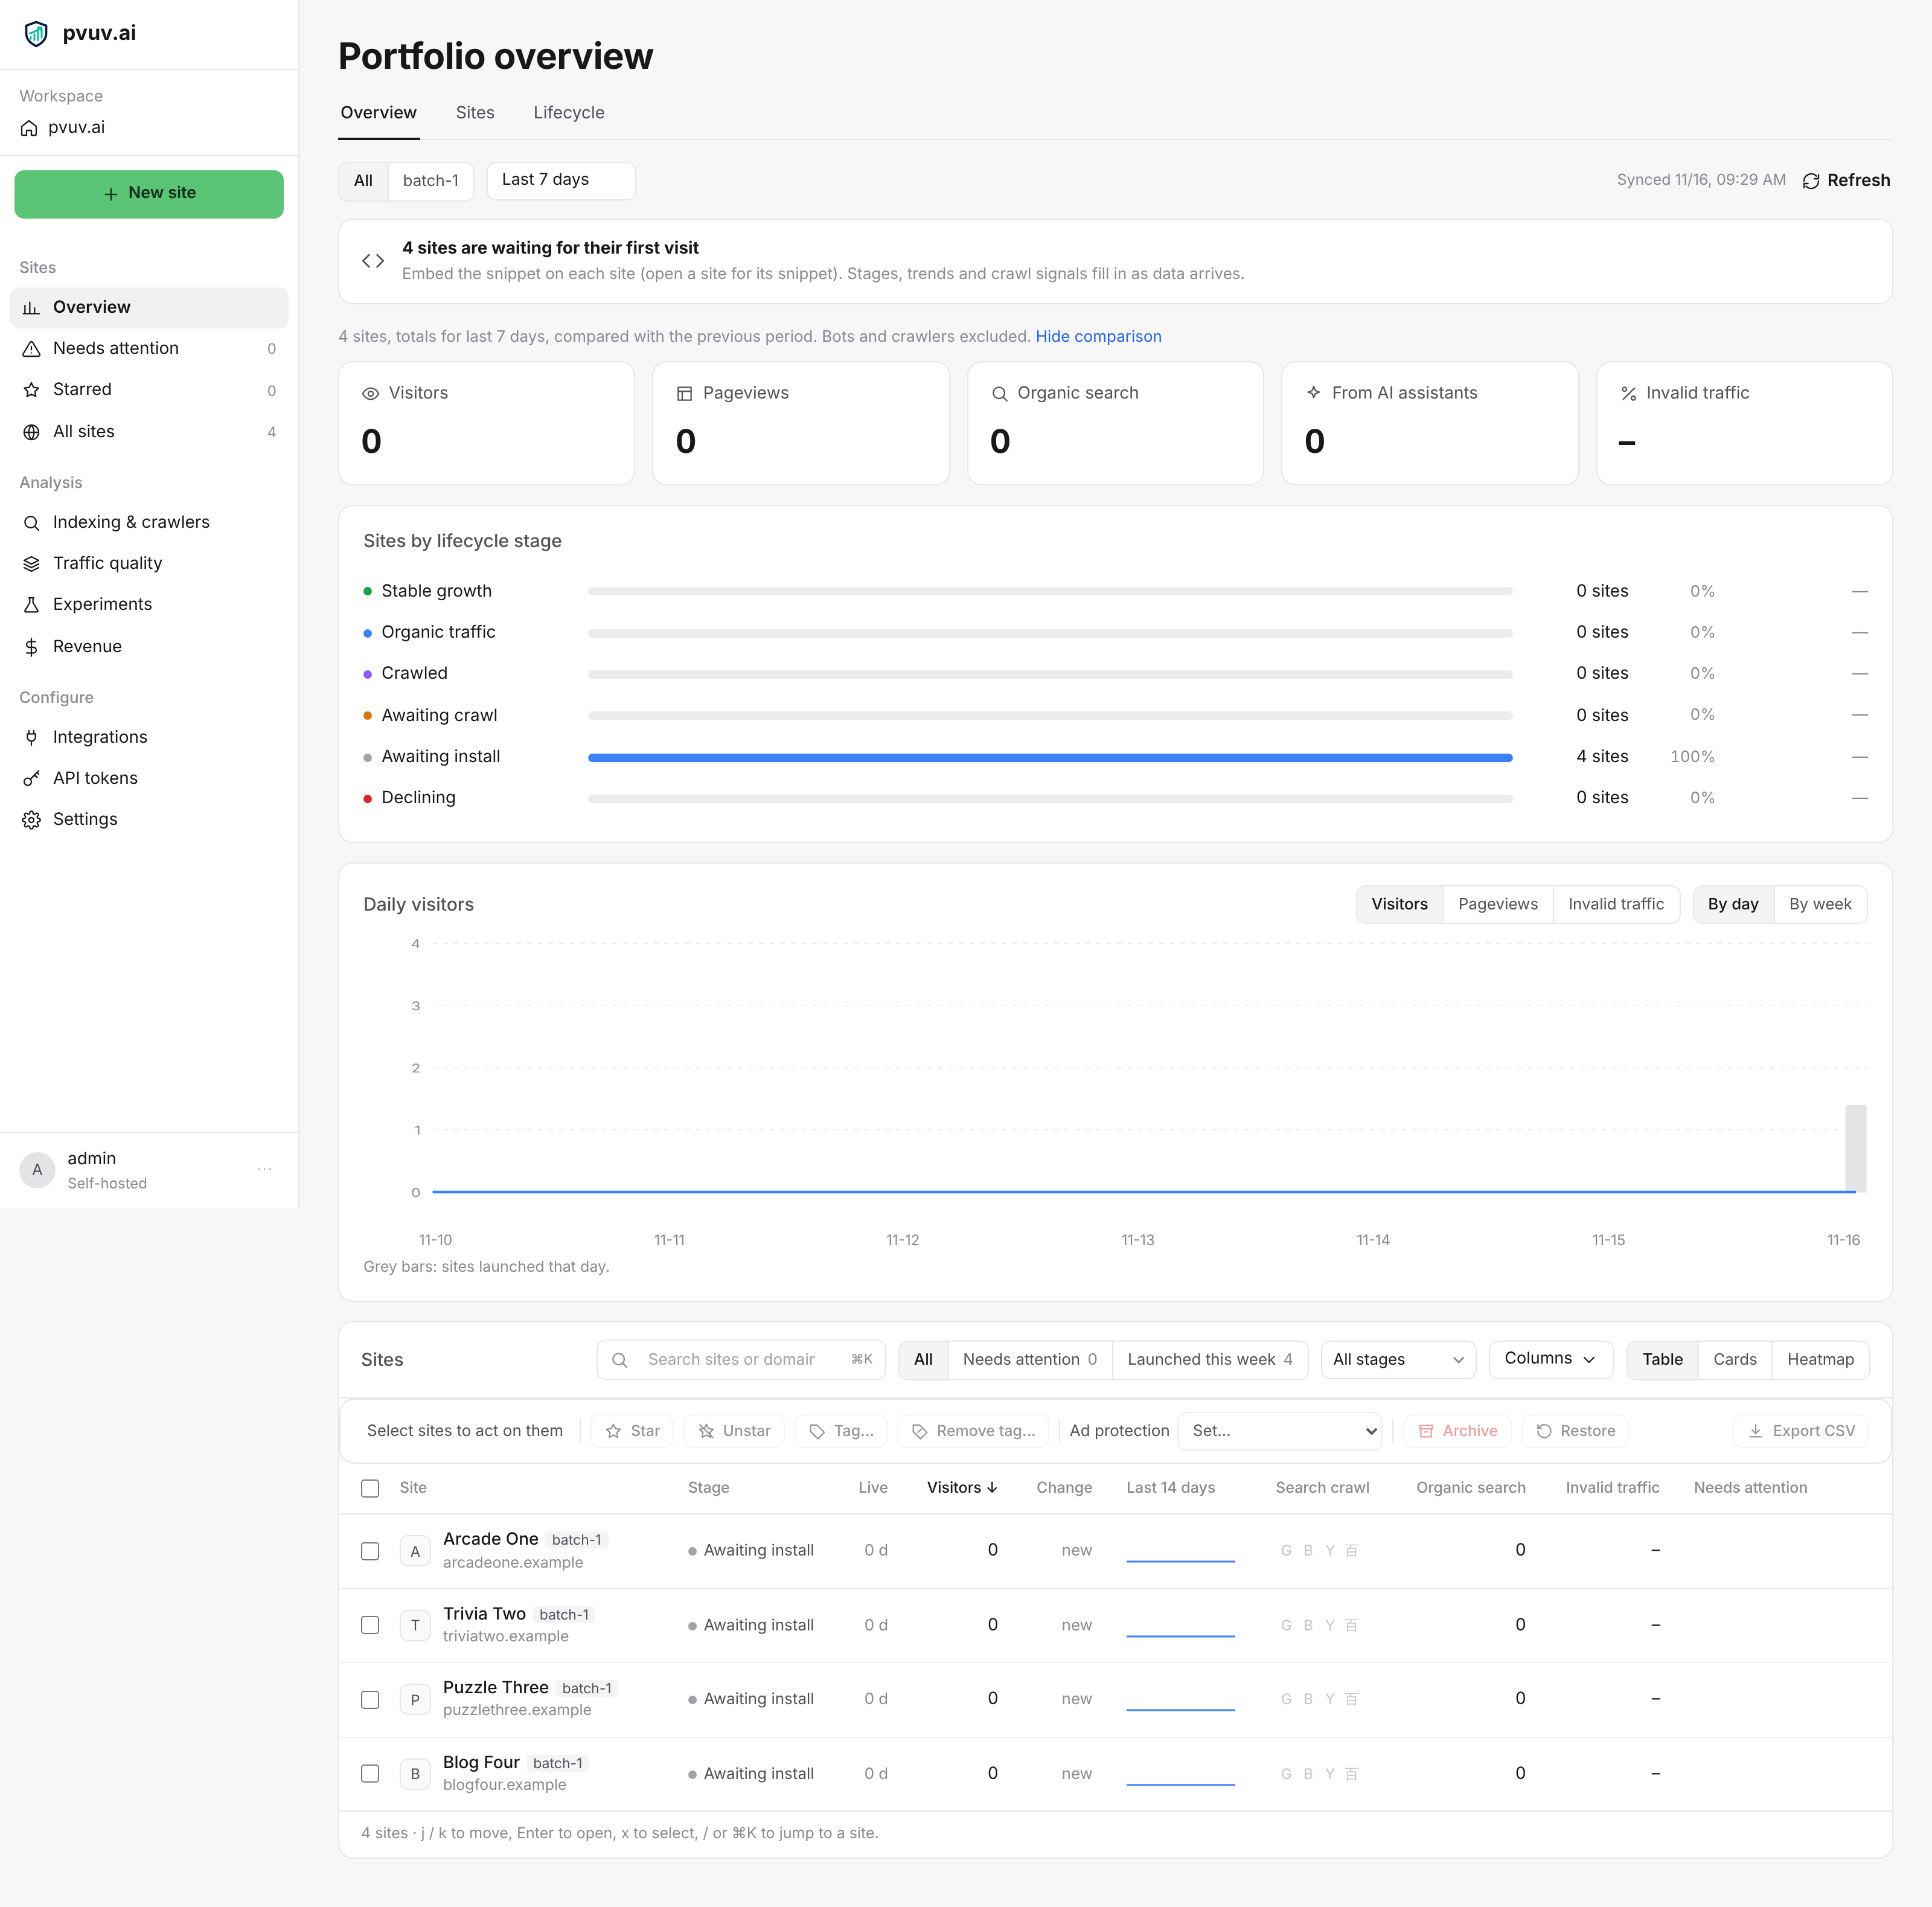 pvuv.ai
Workspace
pvuv.ai
+ New site
Sites
Overview
Needs attention 0
Starred 0
All sites 4
Analysis
Indexing & crawlers
Traffic quality
Experiments
Revenue
Configure
Integrations
API tokens
Settings
A
admin
Self-hosted
...
Portfolio overview
Overview Sites Lifecycle
All batch-1 Last 7 days Synced 11/16, 09:29 AM Refresh
4 sites are waiting for their first visit
Embed the snippet on each site (open a site for its snippet). Stages, trends and crawl signals fill in as data arrives.
4 sites, totals for last 7 days, compared with the previous period. Bots and crawlers excluded. Hide comparison
Visitors Pageviews Organic search From AI assistants Invalid traffic
0 0 0 0 –
Sites by lifecycle stage
Stable growth 0 sites 0% —
Organic traffic 0 sites 0% —
Crawled 0 sites 0% —
Awaiting crawl 0 sites 0% —
Awaiting install 4 sites 100% —
Declining 0 sites 0% —
Daily visitors Visitors Pageviews Invalid traffic By day By week
4
3
2
1
0
11-10 11-11 11-12 11-13 11-14 11-15 11-16
Grey bars: sites launched that day.
Sites Search sites or domain ⌘K All Needs attention 0 Launched this week 4 All stages Columns Table Cards Heatmap
Select sites to act on them Star Unstar Tag... Remove tag... Ad protection Set... Archive Restore Export CSV
Site Stage Live Visitors ↓ Change Last 14 days Search crawl Organic search Invalid traffic Needs attention
A Arcade One batch-1 Awaiting install 0 d 0 new G B Y 百 0 –
arcadeone.example
T Trivia Two batch-1 Awaiting install 0 d 0 new G B Y 百 0 –
triviatwo.example
P Puzzle Three batch-1 Awaiting install 0 d 0 new G B Y 百 0 –
puzzlethree.example
B Blog Four batch-1 Awaiting install 0 d 0 new G B Y 百 0 –
blogfour.example
4 sites · j / k to move, Enter to open, x to select, / or ⌘K to jump to a site.